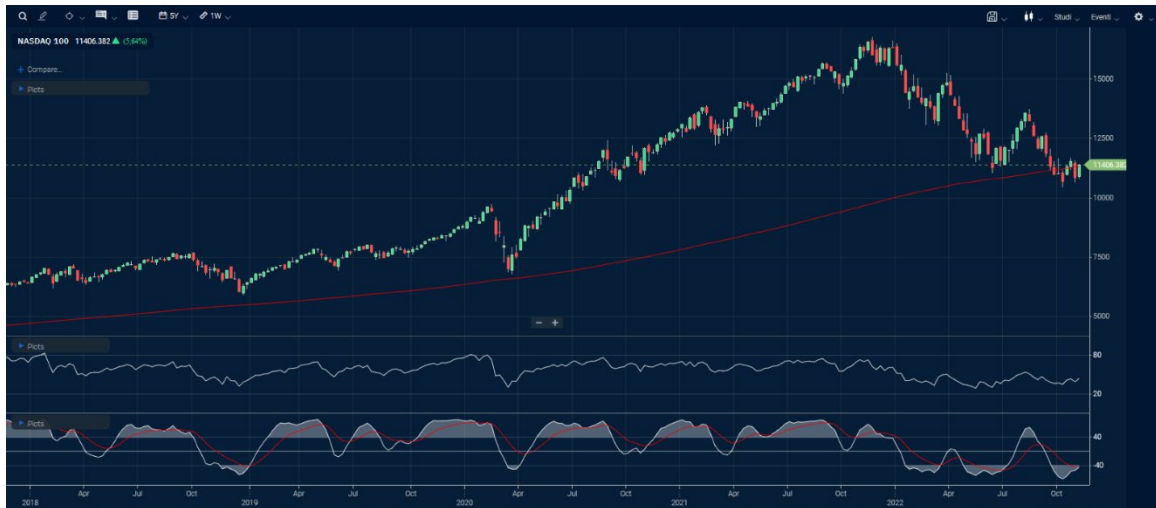 5Y 1W Studi Eventi
NASDAQ 100 11406.382 (5,64%)
+ Compare...
Plots
15000
12500
11406.382
10000
7500
5000
Plots
80
20
Plots
40
-40
Apr Jul Oct Apr Jul Oct Apr Jul Oct Apr Jul Oct Apr Jul Oct
2018 2019 2020 2021 2022